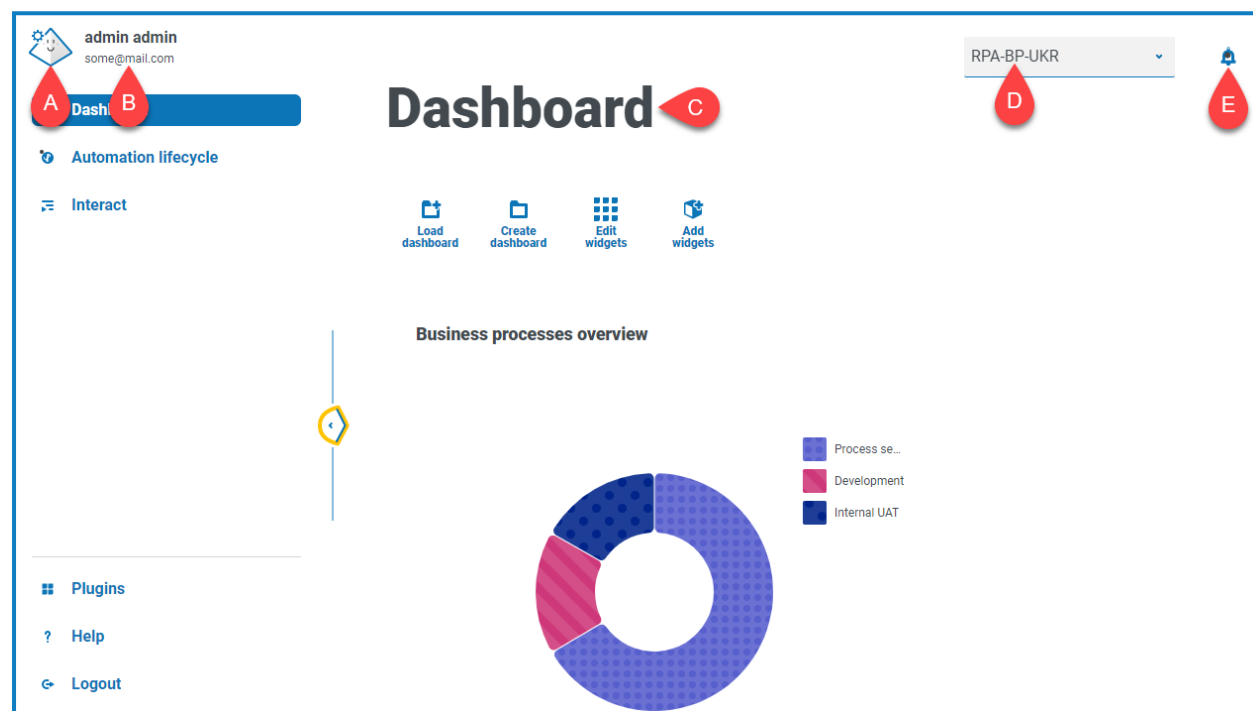 admin admin
some@mail.com
RPA-BP-UKR
A
B
C
D
E
Dashboard
Dash
Automation lifecycle
Interact
Load dashboard
Create dashboard
Edit widgets
Add widgets
Business processes overview
Process se...
Development
Internal UAT
Plugins
? Help
Logout